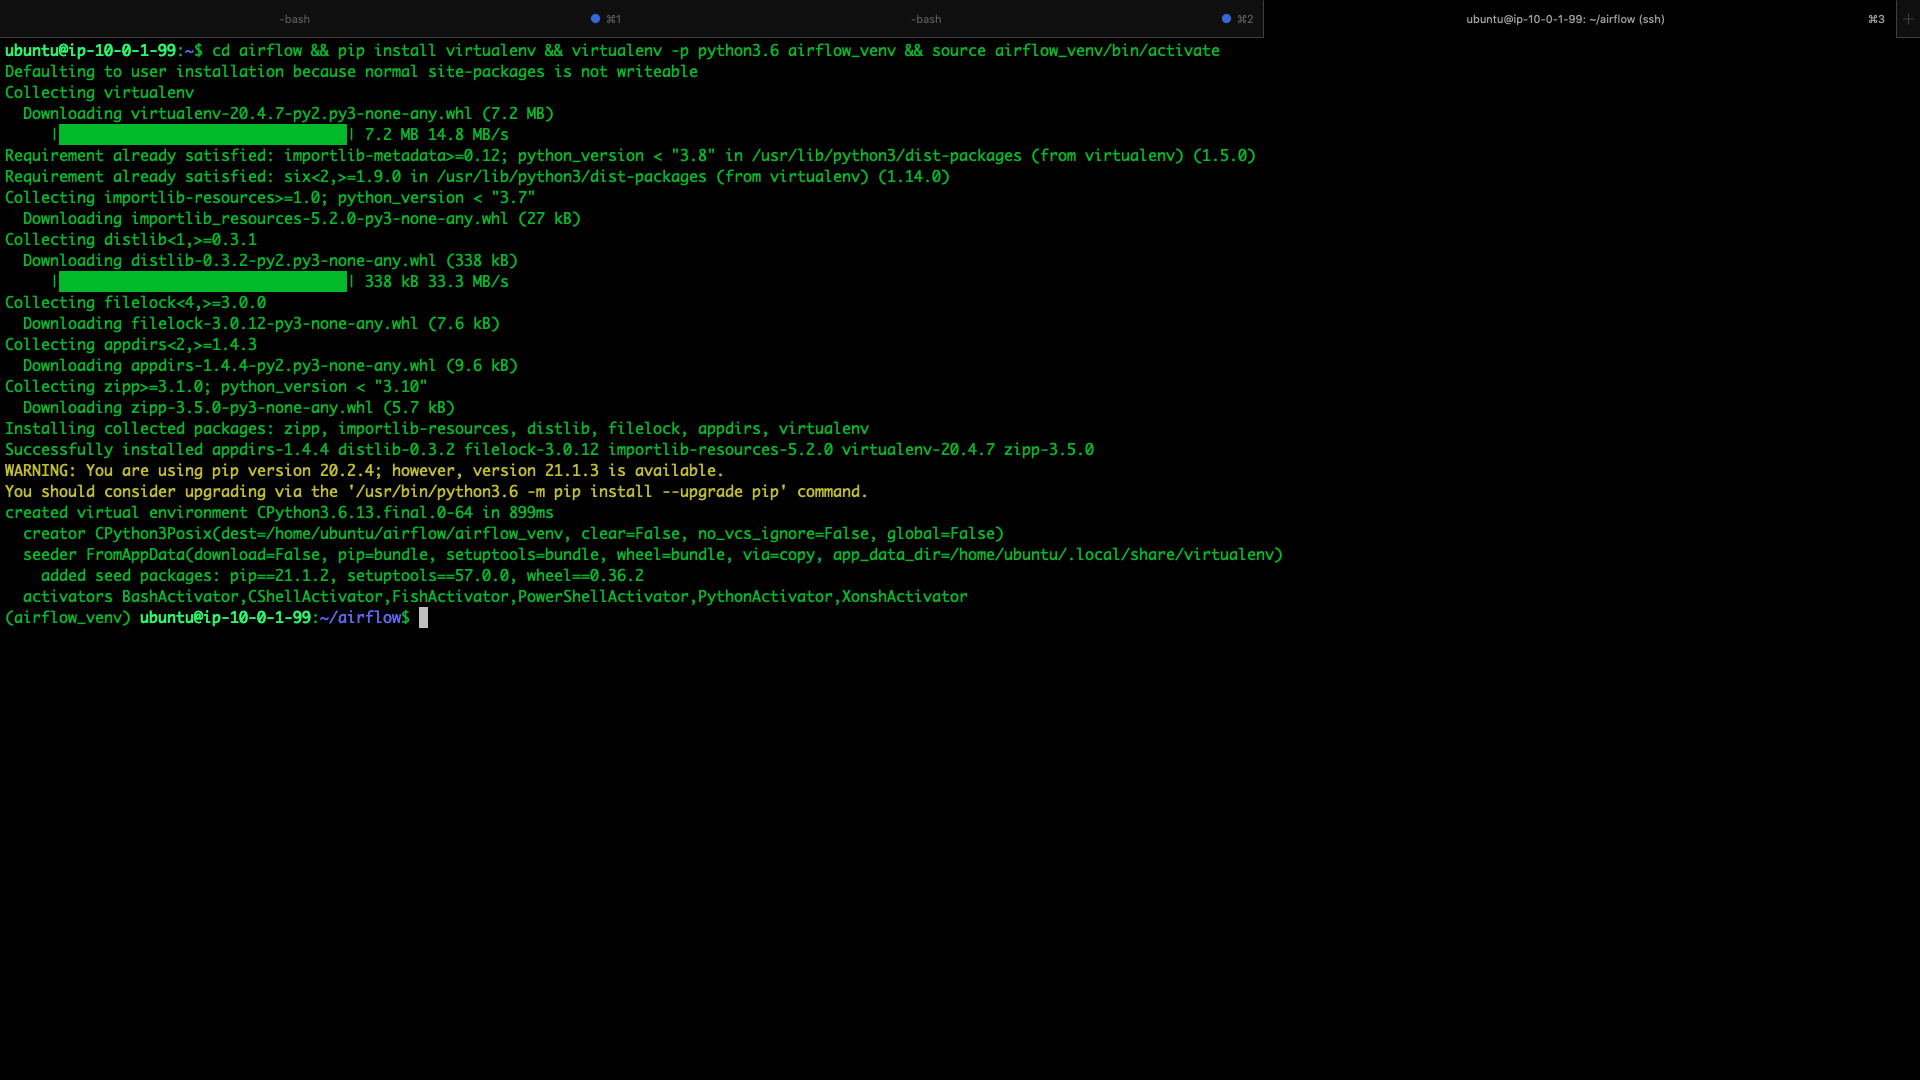 -bash ⌘1 -bash ⌘2 ubuntu@ip-10-0-1-99: ~/airflow (ssh) ⌘3 +
ubuntu@ip-10-0-1-99:~$ cd airflow && pip install virtualenv && virtualenv -p python3.6 airflow_venv && source airflow_venv/bin/activate
Defaulting to user installation because normal site-packages is not writeable
Collecting virtualenv
  Downloading virtualenv-20.4.7-py2.py3-none-any.whl (7.2 MB)
     |████████████████████████████████| 7.2 MB 14.8 MB/s
Requirement already satisfied: importlib-metadata>=0.12; python_version < "3.8" in /usr/lib/python3/dist-packages (from virtualenv) (1.5.0)
Requirement already satisfied: six<2,>=1.9.0 in /usr/lib/python3/dist-packages (from virtualenv) (1.14.0)
Collecting importlib-resources>=1.0; python_version < "3.7"
  Downloading importlib_resources-5.2.0-py3-none-any.whl (27 kB)
Collecting distlib<1,>=0.3.1
  Downloading distlib-0.3.2-py2.py3-none-any.whl (338 kB)
     |████████████████████████████████| 338 kB 33.3 MB/s
Collecting filelock<4,>=3.0.0
  Downloading filelock-3.0.12-py3-none-any.whl (7.6 kB)
Collecting appdirs<2,>=1.4.3
  Downloading appdirs-1.4.4-py2.py3-none-any.whl (9.6 kB)
Collecting zipp>=3.1.0; python_version < "3.10"
  Downloading zipp-3.5.0-py3-none-any.whl (5.7 kB)
Installing collected packages: zipp, importlib-resources, distlib, filelock, appdirs, virtualenv
Successfully installed appdirs-1.4.4 distlib-0.3.2 filelock-3.0.12 importlib-resources-5.2.0 virtualenv-20.4.7 zipp-3.5.0
WARNING: You are using pip version 20.2.4; however, version 21.1.3 is available.
You should consider upgrading via the '/usr/bin/python3.6 -m pip install --upgrade pip' command.
created virtual environment CPython3.6.13.final.0-64 in 899ms
  creator CPython3Posix(dest=/home/ubuntu/airflow/airflow_venv, clear=False, no_vcs_ignore=False, global=False)
  seeder FromAppData(download=False, pip=bundle, setuptools=bundle, wheel=bundle, via=copy, app_data_dir=/home/ubuntu/.local/share/virtualenv)
    added seed packages: pip==21.1.2, setuptools==57.0.0, wheel==0.36.2
  activators BashActivator,CShellActivator,FishActivator,PowerShellActivator,PythonActivator,XonshActivator
(airflow_venv) ubuntu@ip-10-0-1-99:~/airflow$